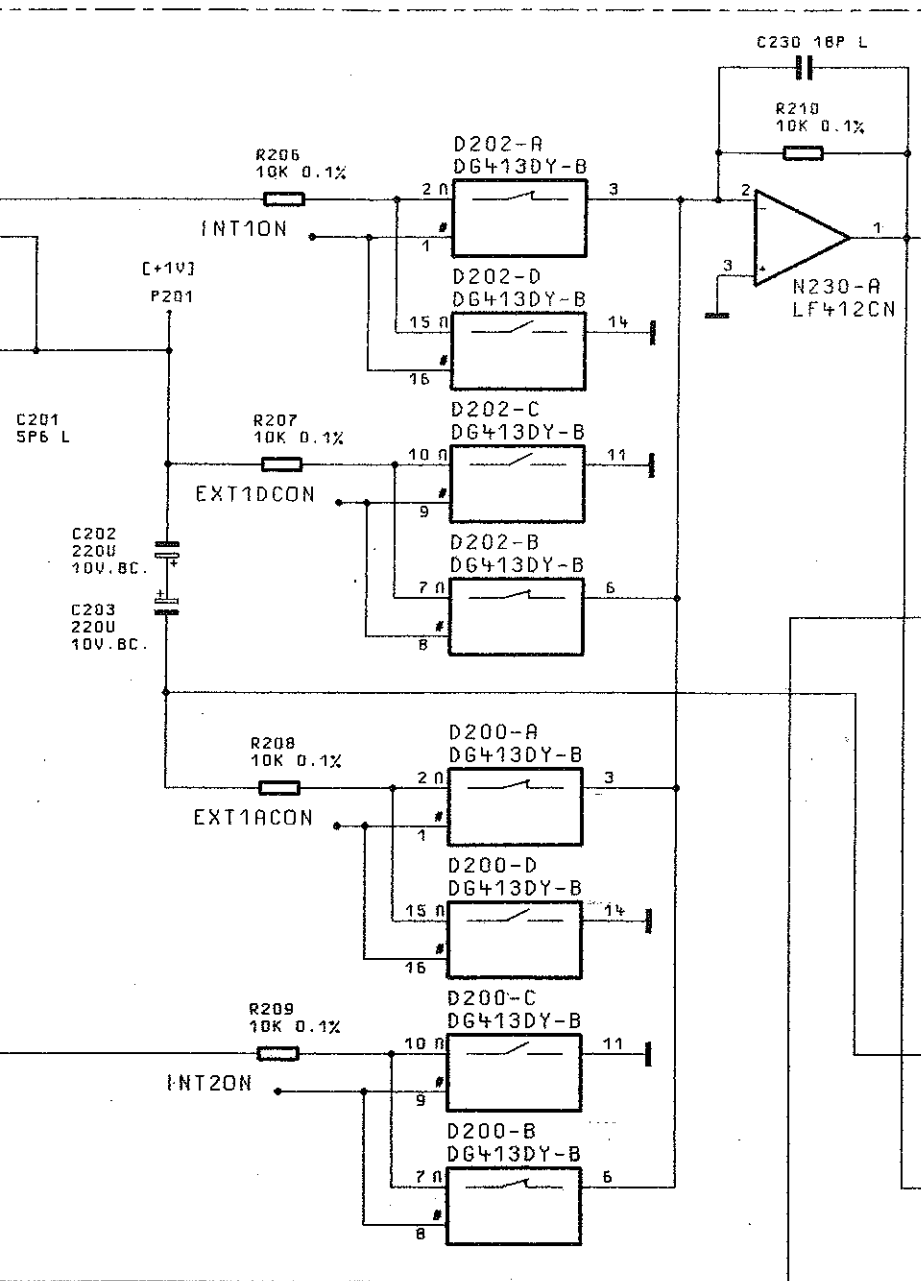 C230 18P L
R210
10K 0.1%
D202-A
DG413DY-B
R206
10K 0.1%
2 n
3
2
-
INT1ON
#
1
1
[+1V]
P201
D202-D
DG413DY-B
3
+
N230-A
LF412CN
15 n
14
#
16
C201
5P6 L
R207
10K 0.1%
D202-C
DG413DY-B
10 n
11
EXT1DCON
#
9
C202
220U
10V.BC.
+
D202-B
DG413DY-B
7 n
6
+
C203
220U
10V.BC.
#
8
R208
10K 0.1%
D200-A
DG413DY-B
2 n
3
EXT1ACON
#
1
D200-D
DG413DY-B
15 n
14
#
16
R209
10K 0.1%
D200-C
DG413DY-B
10 n
11
INT2ON
#
9
D200-B
DG413DY-B
7 n
6
#
8